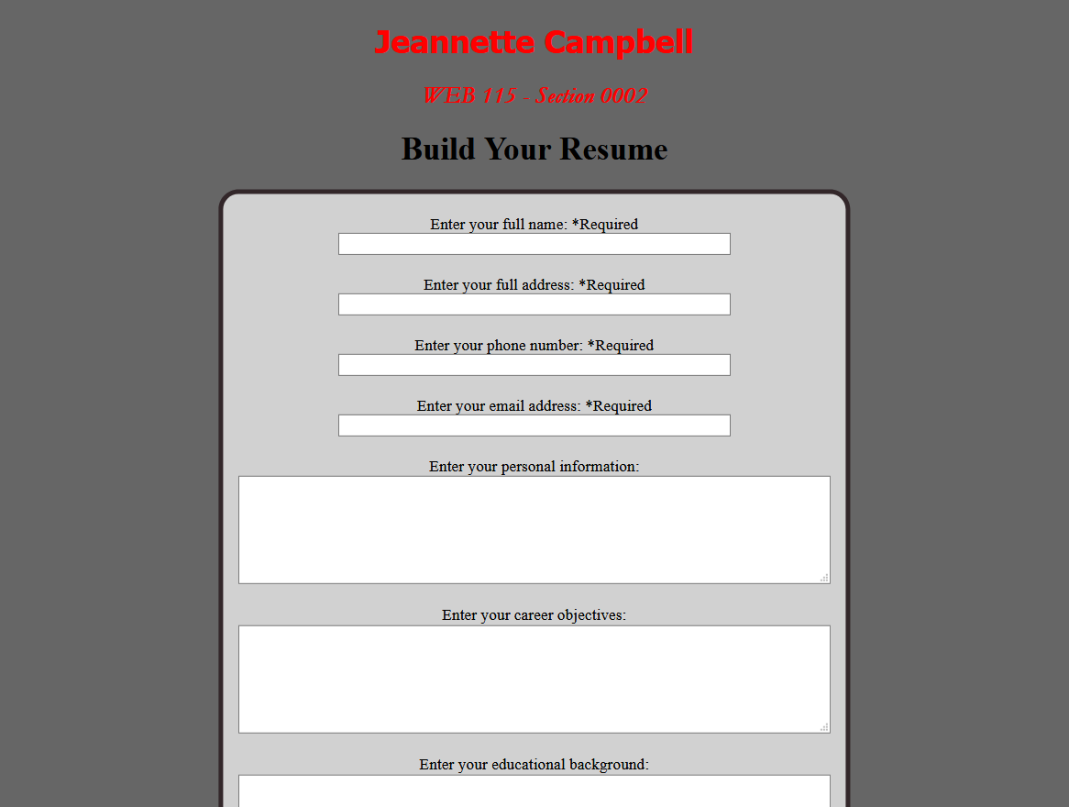 Jeannette Campbell
WEB 115 - Section 0002
Build Your Resume
Enter your full name: *Required
Enter your full address: *Required
Enter your phone number: *Required
Enter your email address: *Required
Enter your personal information:
Enter your career objectives:
Enter your educational background: